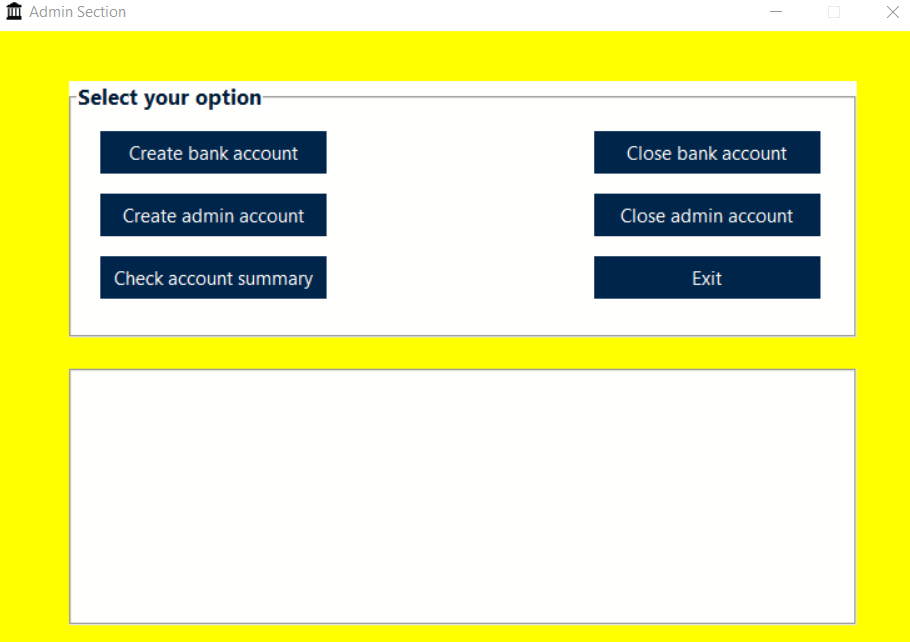 Admin Section
Select your option
Create bank account
Close bank account
Create admin account
Close admin account
Check account summary
Exit